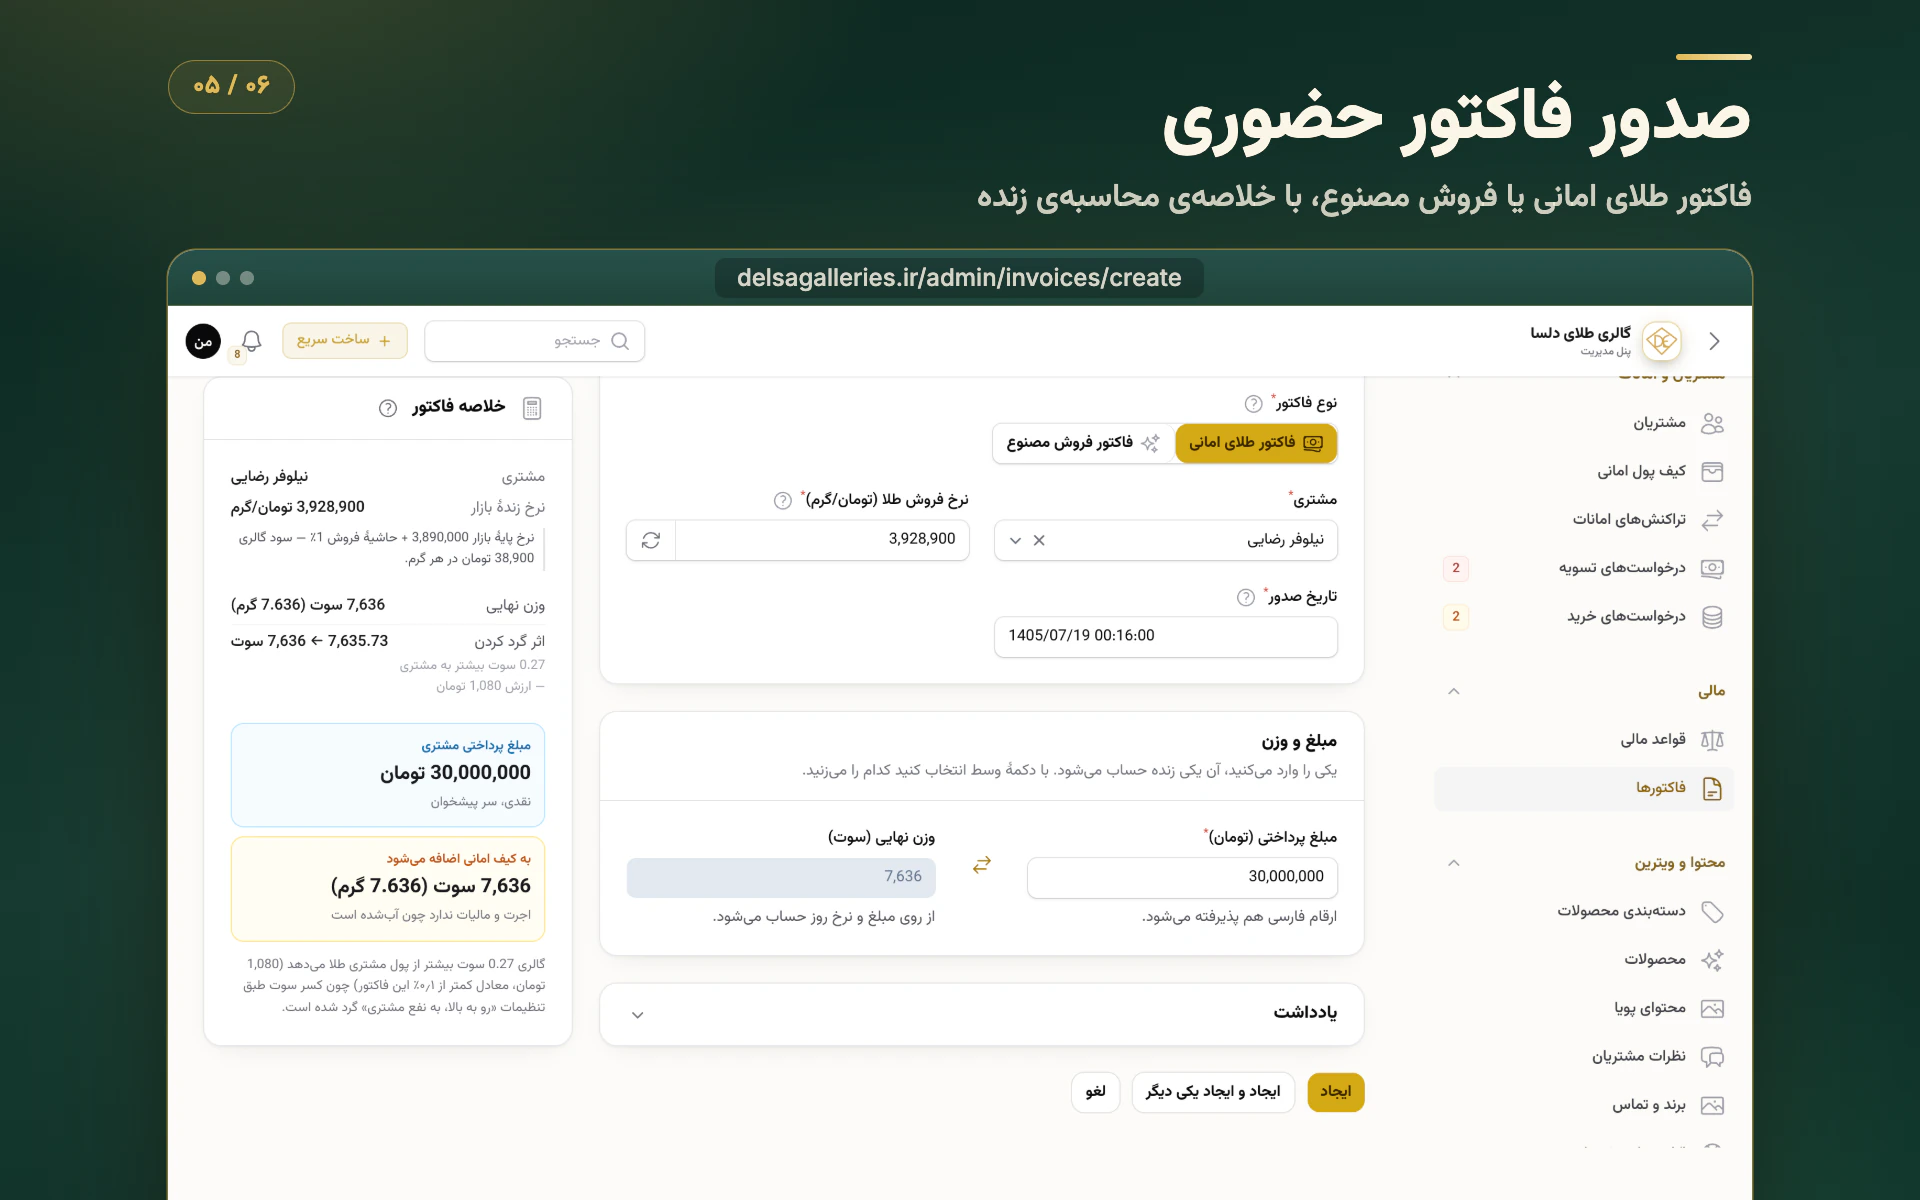 صدور فاکتور حضوری
فاکتور طلای امانی یا فروش مصنوع، با خلاصه‌ی محاسبه‌ی زنده
۰۵ / ۰۶
delsagalleries.ir/admin/invoices/create
گالری طلای دلسا
پنل مدیریت
جستجو
ساخت سریع
8
من
مشتریان و امانات
مشتریان
کیف پول امانی
تراکنش‌های امانات
درخواست‌های تسویه
2
درخواست‌های خرید
2
مالی
قواعد مالی
فاکتورها
محتوا و ویترین
دسته‌بندی محصولات
محصولات
محتوای پویا
نظرات مشتریان
برند و تماس
نوع فاکتور*
فاکتور طلای امانی
فاکتور فروش مصنوع
مشتری*
نیلوفر رضایی
نرخ فروش طلا (تومان/گرم)*
3,928,900
تاریخ صدور*
1405/07/19 00:16:00
مبلغ و وزن
یکی را وارد می‌کنید، آن یکی زنده حساب می‌شود. با دکمهٔ وسط انتخاب کنید کدام را می‌زنید.
مبلغ پرداختی (تومان)*
30,000,000
ارقام فارسی هم پذیرفته می‌شود.
وزن نهایی (سوت)
7,636
از روی مبلغ و نرخ روز حساب می‌شود.
یادداشت
ایجاد
ایجاد و ایجاد یکی دیگر
لغو
خلاصه فاکتور
مشتری
نیلوفر رضایی
نرخ زندهٔ بازار
3,928,900 تومان/گرم
نرخ پایهٔ بازار 3,890,000 + حاشیهٔ فروش 1٪ — سود گالری
38,900 تومان در هر گرم.
وزن نهایی
7,636 سوت (7.636 گرم)
اثر گرد کردن
7,635.73 ← 7,636 سوت
0.27 سوت بیشتر به مشتری
— ارزش 1,080 تومان
مبلغ پرداختی مشتری
30,000,000 تومان
نقدی، سر پیشخوان
به کیف امانی اضافه می‌شود
7,636 سوت (7.636 گرم)
اجرت و مالیات ندارد چون آب‌شده است
گالری 0.27 سوت بیشتر از پول مشتری طلا می‌دهد (1,080
تومان، معادل کمتر از ۰٫۱٪ این فاکتور) چون کسر سوت طبق
تنظیمات «رو به بالا، به نفع مشتری» گرد شده است.